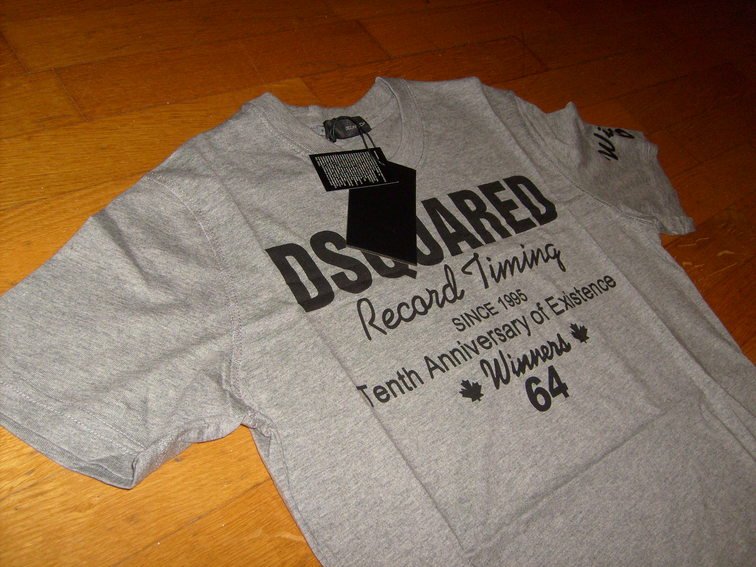 DSQUARED
Record Timing
SINCE 1995
Tenth Anniversary of Existence
Winners
64